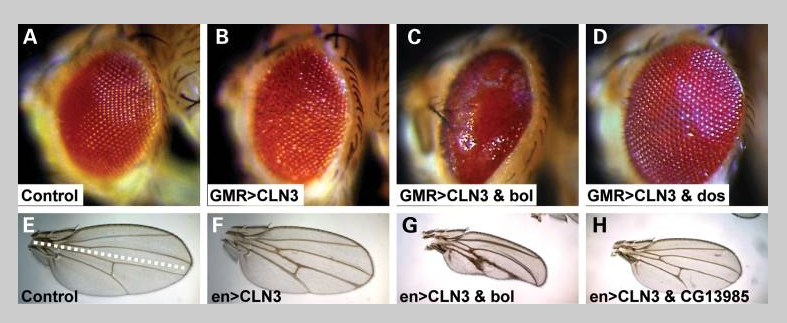 A
B
C
D
Control
GMR>CLN3
GMR>CLN3 & bol
GMR>CLN3 & dos
E
F
G
H
Control
en>CLN3
en>CLN3 & bol
en>CLN3 & CG13985